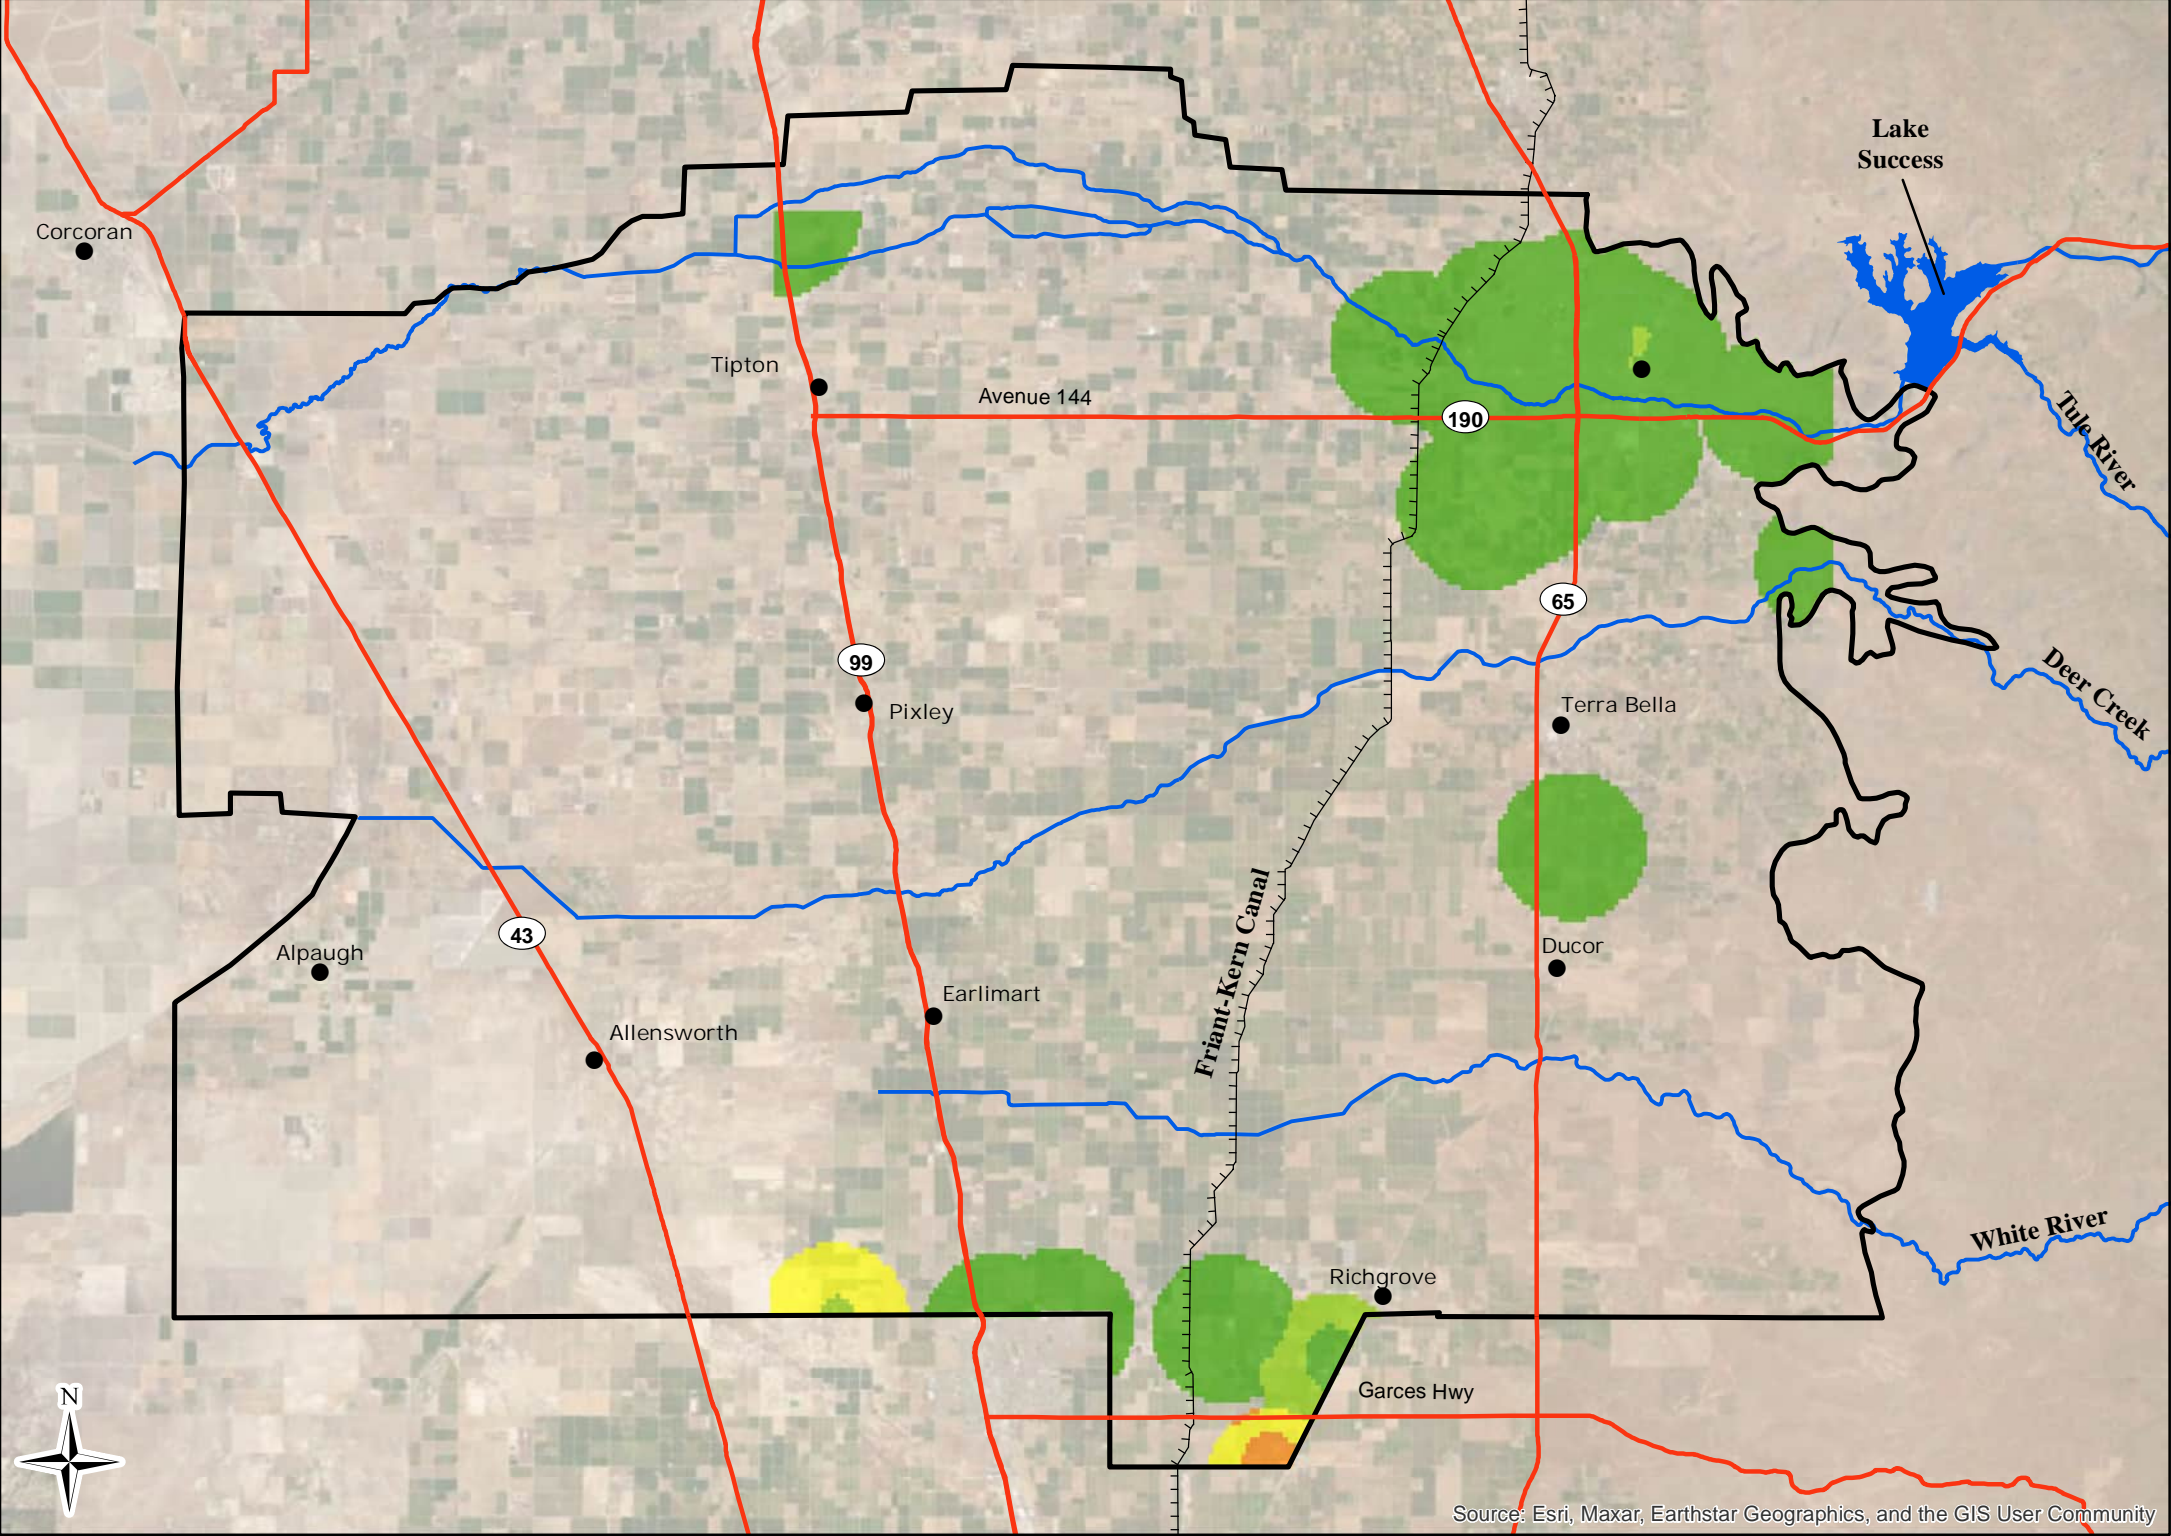 Lake
Success
Corcoran
Tipton
Avenue 144
190
Tule River
65
99
Pixley
Terra Bella
Deer Creek
Friant-Kern Canal
43
Alpaugh
Ducor
Earlimart
Allensworth
White River
Richgrove
Garces Hwy
N
Source: Esri, Maxar, Earthstar Geographics, and the GIS User Community